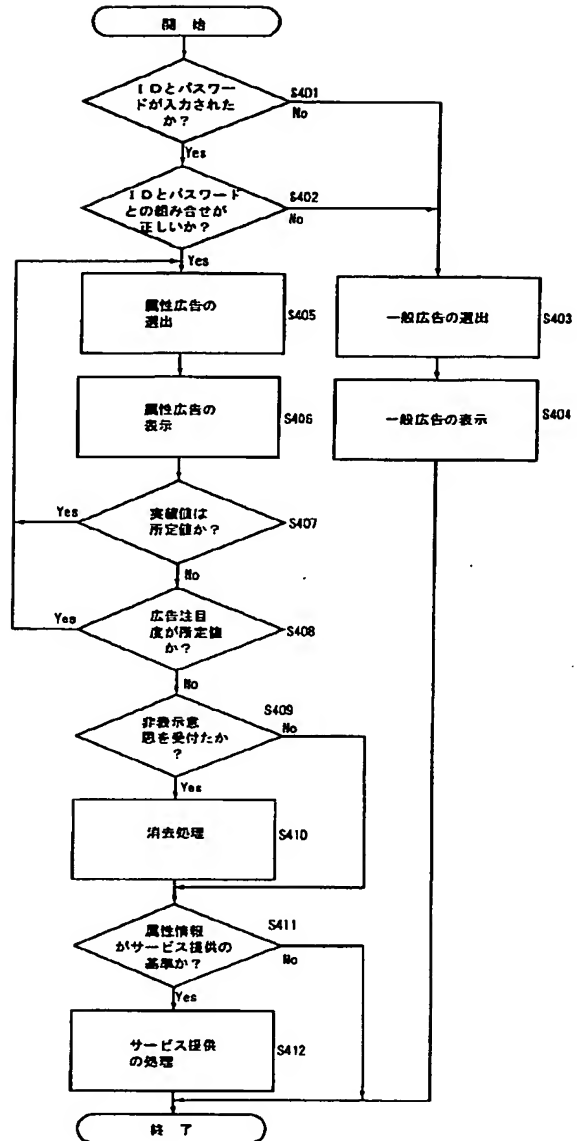 開 始
IDとパスワー
ドが入力された
か？
S401
No
Yes
IDとパスワード
との組み合せが
正しいか？
S402
No
Yes
属性広告の
選出
S405
一般広告の選出
S403
属性広告の
表示
S406
一般広告の表示
S404
実績値は
所定値か？
S407
Yes
No
広告注目
度が所定値
か？
S408
Yes
No
非表示意
思を受付たか
？
S409
No
Yes
消去処理
S410
属性情報
がサービス提供の
基準か？
S411
No
Yes
サービス提供
の処理
S412
終 了